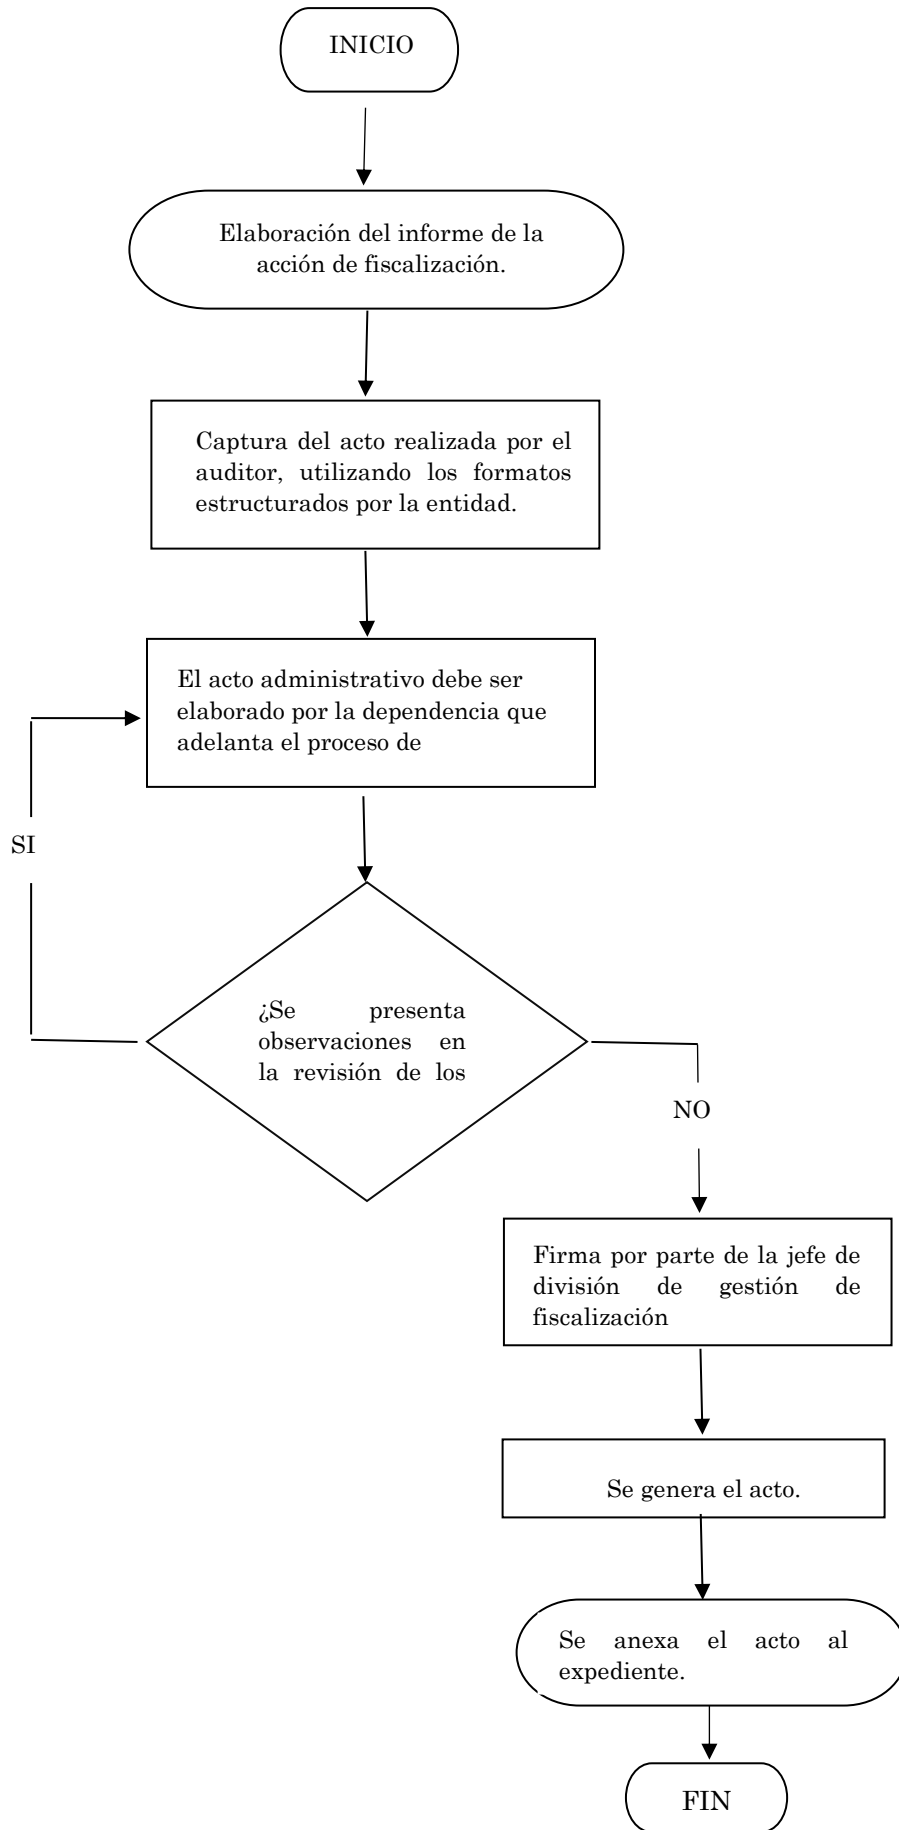 INICIO
Elaboración del informe de la
acción de fiscalización.
Captura del acto realizada por el
auditor, utilizando los formatos
estructurados por la entidad.
El acto administrativo debe ser
elaborado por la dependencia que
adelanta el proceso de
SI
¿Se presenta
observaciones en
la revisión de los
NO
Firma por parte de la jefe de
división de gestión de
fiscalización
Se genera el acto.
Se anexa el acto al
expediente.
FIN